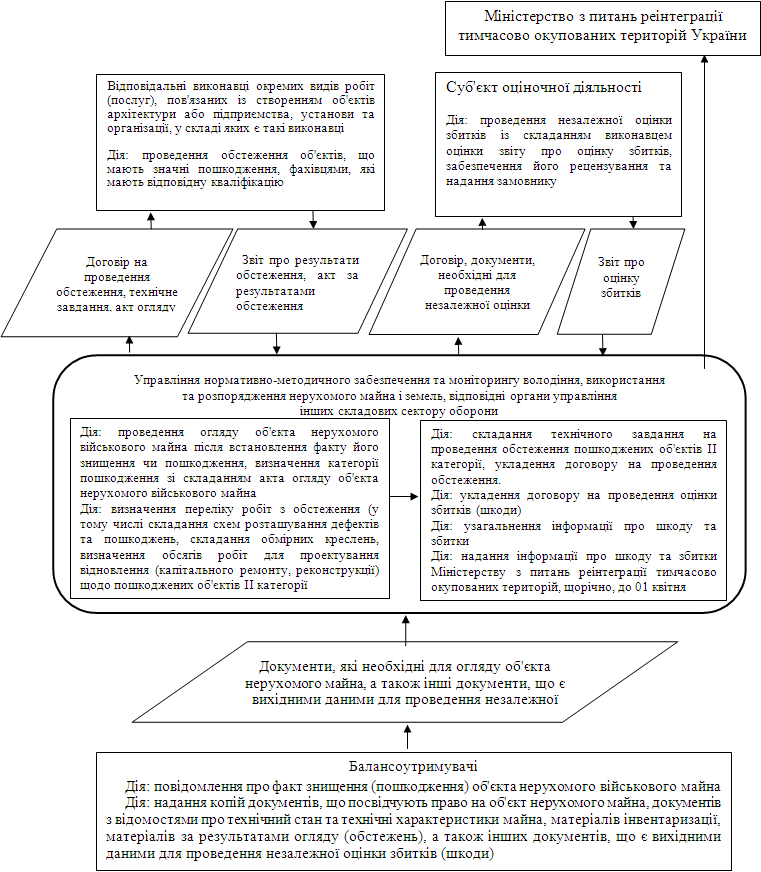 Міністерство з питань реінтеграції
тимчасово окупованих територій України
Відповідальні виконавці окремих видів робіт
(послуг), пов'язаних із створенням об'єктів
архітектури або підприємства, установи та
організації, у складі яких є такі виконавці
Дія: проведення обстеження об'єктів, що
мають значні пошкодження, фахівцями, які
мають відповідну кваліфікацію
Суб'єкт оціночної діяльності
Дія: проведення незалежної оцінки
збитків із складанням виконавцем
оцінки звіту про оцінку збитків,
забезпечення його рецензування та
надання замовнику
Договір на
проведення
обстеження, технічне
завдання, акт огляду
Звіт про результати
обстеження, акт за
результатами
обстеження
Договір, документи,
необхідні для
проведення
незалежної оцінки
Звіт про
оцінку
збитків
Управління нормативно-методичного забезпечення та моніторингу володіння, використання
та розпорядження нерухомого майна і земель, відповідні органи управління
інших складових сектору оборони
Дія: проведення огляду об'єкта нерухомого
військового майна після встановлення факту його
знищення чи пошкодження, визначення категорії
пошкодження зі складанням акта огляду об'єкта
нерухомого військового майна
Дія: визначення переліку робіт з обстеження (у
тому числі складання схем розташування дефектів
та пошкоджень, складання обмірних креслень,
визначення обсягів робіт для проектування
відновлення (капітального ремонту, реконструкції)
щодо пошкоджених об'єктів II категорії
Дія: складання технічного завдання на
проведення обстеження пошкоджених об'єктів II
категорії, укладення договору на проведення
обстеження.
Дія: укладення договору на проведення оцінки
збитків (шкоди)
Дія: узагальнення інформації про шкоду та
збитки
Дія: надання інформації про шкоду та збитки
Міністерству з питань реінтеграції тимчасово
окупованих територій, щорічно, до 01 квітня
Документи, які необхідні для огляду об'єкта
нерухомого майна, а також інші документи, що є
вихідними даними для проведення незалежної
Балансоутримувачі
Дія: повідомлення про факт знищення (пошкодження) об'єкта нерухомого військового майна
Дія: надання копій документів, що посвідчують право на об'єкт нерухомого майна, документів
з відомостями про технічний стан та технічні характеристики майна, матеріалів інвентаризації,
матеріалів за результатами огляду (обстежень), а також інших документів, що є вихідними
даними для проведення незалежної оцінки збитків (шкоди)